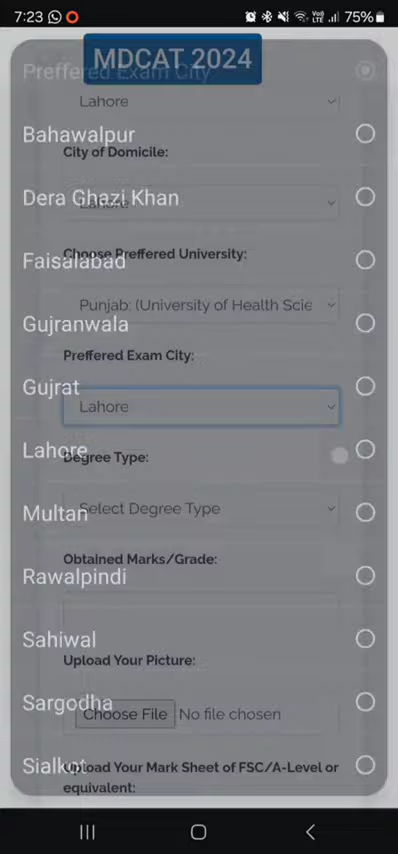 7:23
Vo)
LTE
75%
MDCAT 2024
Preffered Exam City
Lahore
Bahawalpur
City of Domicile:
Dera Ghazi Khan
Lahore
Choose Preffered University:
Faisalabad
Punjab: (University of Health Scie
Gujranwala
Preffered Exam City:
Gujrat
Lahore
Lahore
Degree Type:
Select Degree Type
Multan
Obtained Marks/Grade:
Rawalpindi
Sahiwal
Upload Your Picture:
Sargodha
Choose File No file chosen
Sialkot
Upload Your Mark Sheet of FSC/A-Level or
equivalent: